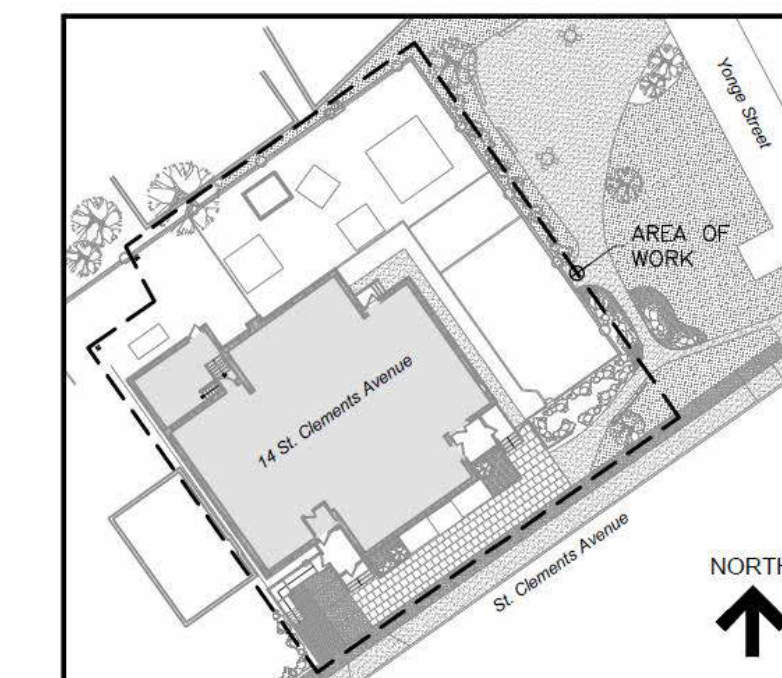 Yonge Street
AREA OF
WORK
14 St. Clements Avenue
St. Clements Avenue
NORTH